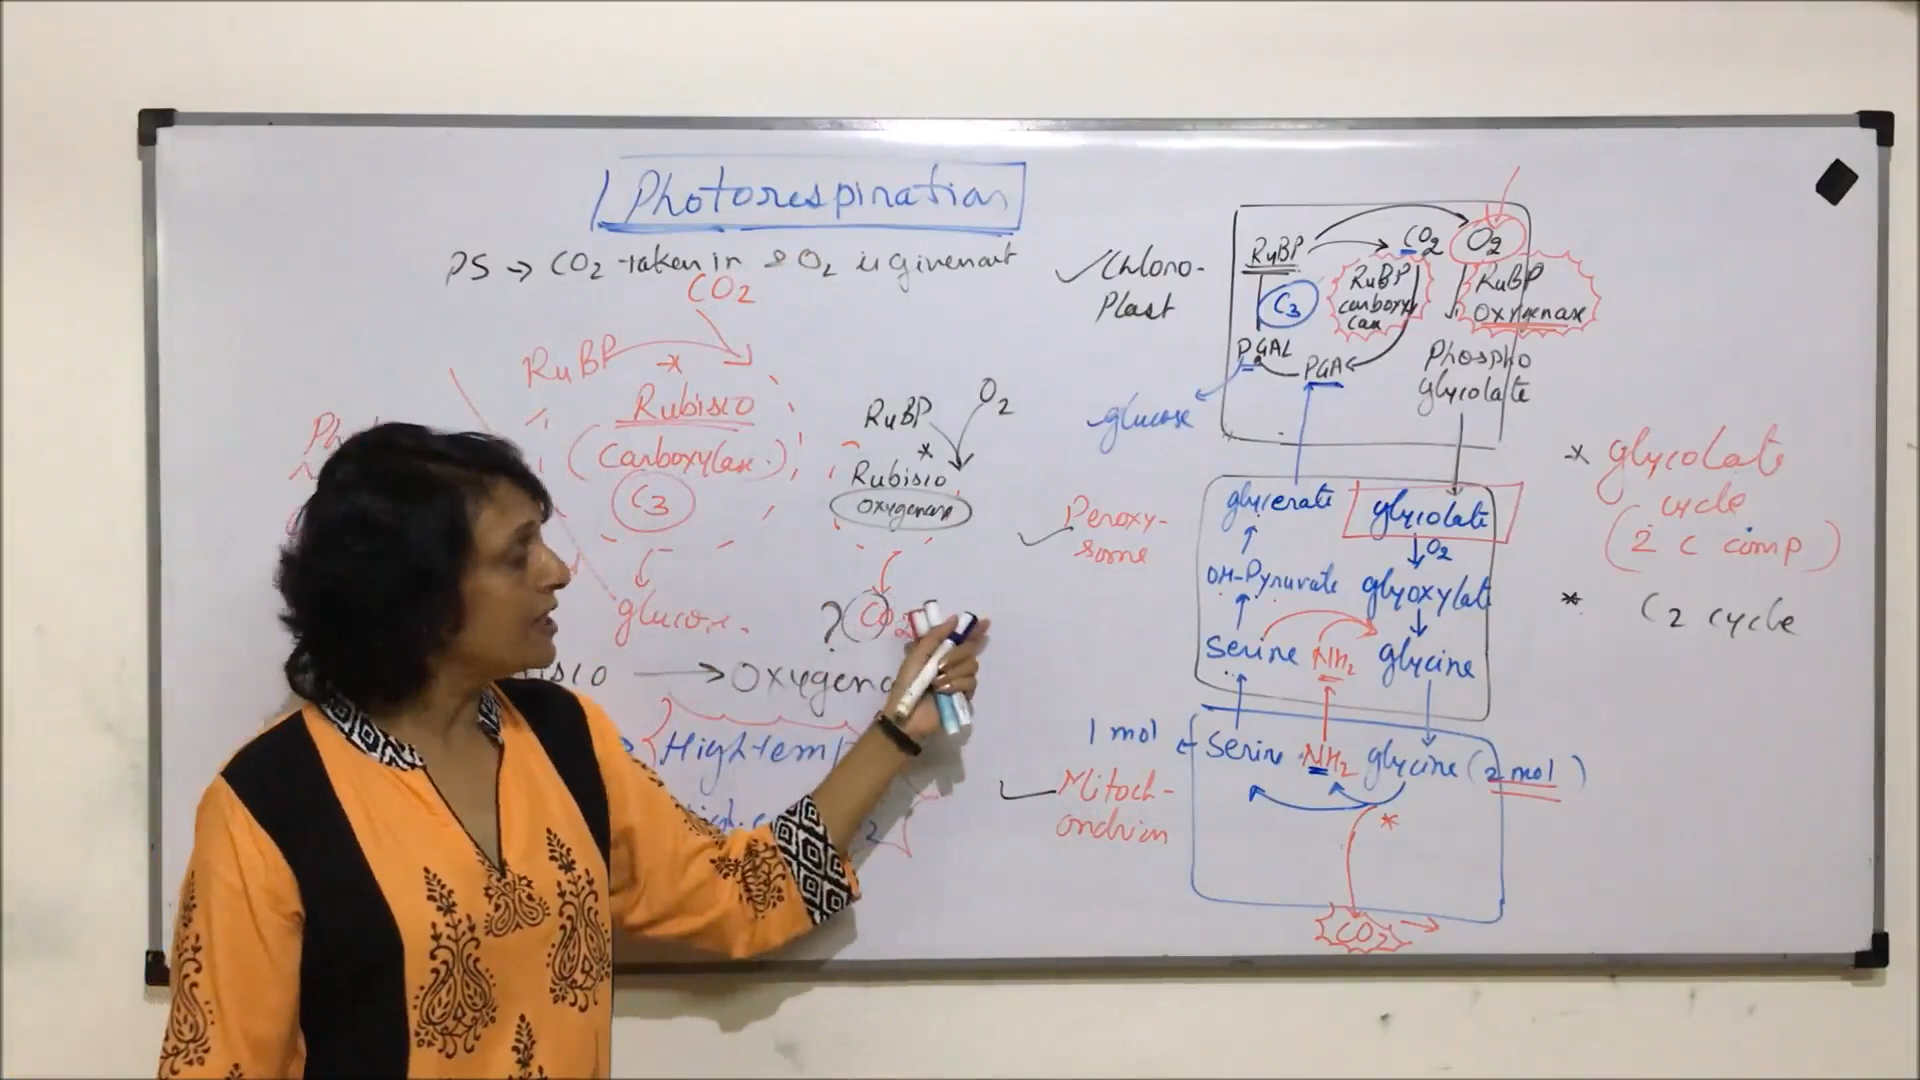 Photorespiration
PS → CO2 taken in & O2 is given out
CO2
RuBP *
Rubisco
(Carboxylase.)
C3
glucose.
RuBP O2
*
Rubisco
Oxygenase
? CO2
→ Oxygena
High temp
2
✓ Chloro-
Plast
RuBP CO2 O2
C3
RuBP
carboxy
lase
RuBP
Oxygenase
PGAL PGA
Phospho
glycolate
glucose
Peroxy-
some
glycerate glycolate
O2
OH-Pyruvate glyoxylate
Serine NH2 glycine
1 mol ← Serine NH2 glycine (2 mol)
Mitoch-
ondrion
*
CO2 →
* glycolate
cycle
(2 C comp)
* C2 cycle